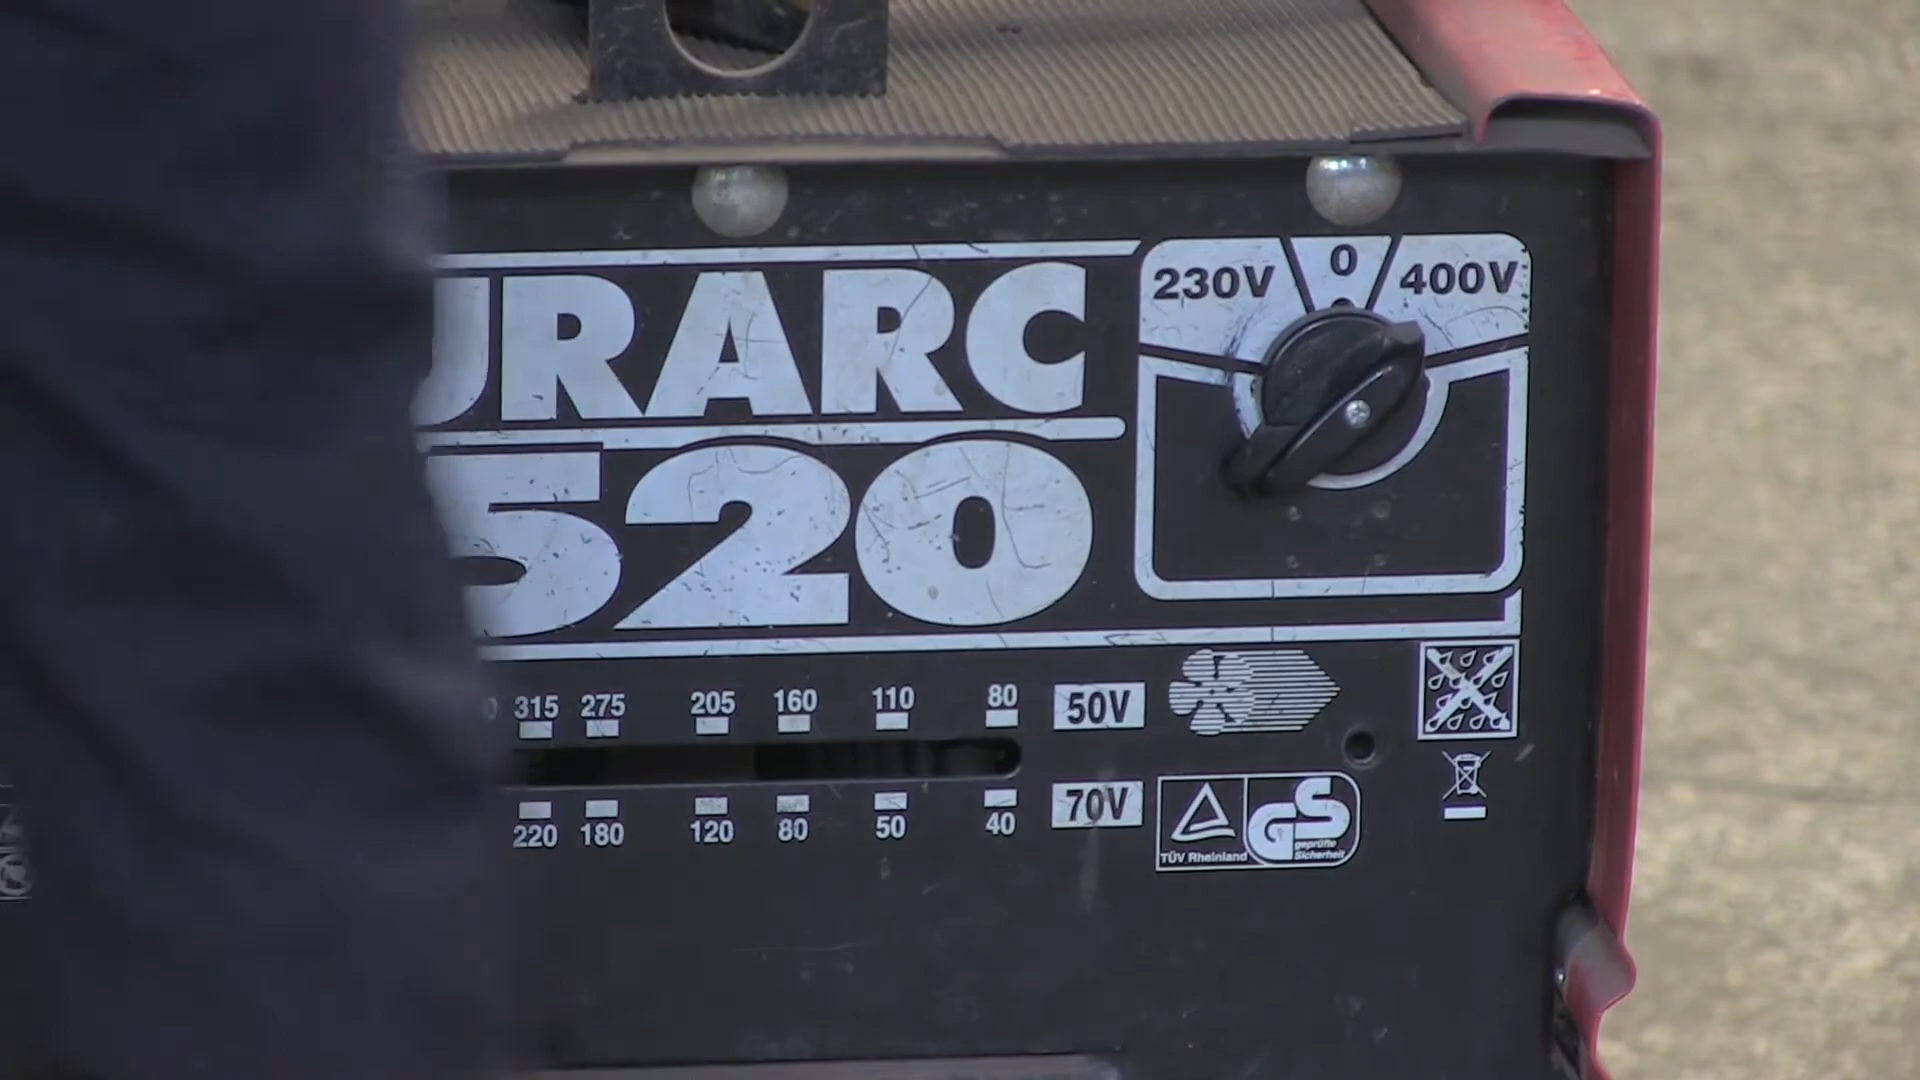 URARC
520
230V 0 400V
315 275 205 160 110 80 50V
220 180 120 80 50 40 70V
TÜV Rheinland
GS
geprüfte
Sicherheit